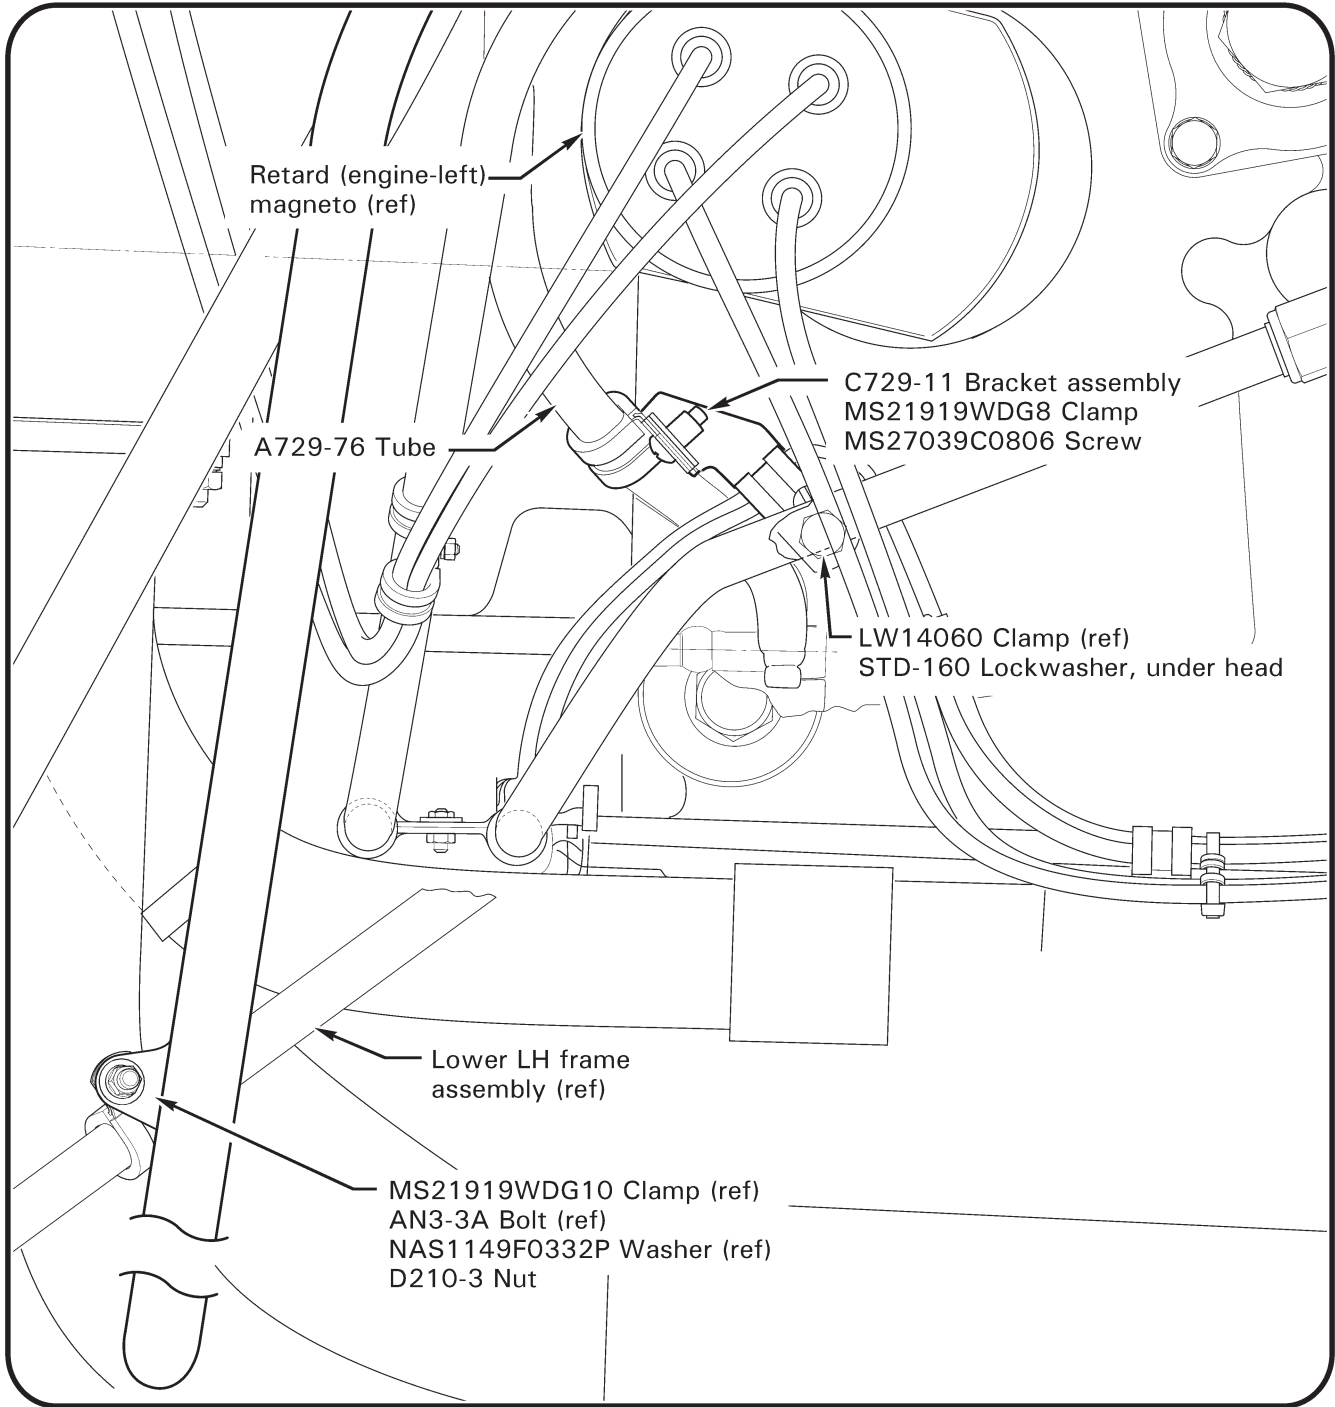 Retard (engine-left)
magneto (ref)
C729-11 Bracket assembly
MS21919WDG8 Clamp
MS27039C0806 Screw
A729-76 Tube
LW14060 Clamp (ref)
STD-160 Lockwasher, under head
Lower LH frame
assembly (ref)
MS21919WDG10 Clamp (ref)
AN3-3A Bolt (ref)
NAS1149F0332P Washer (ref)
D210-3 Nut